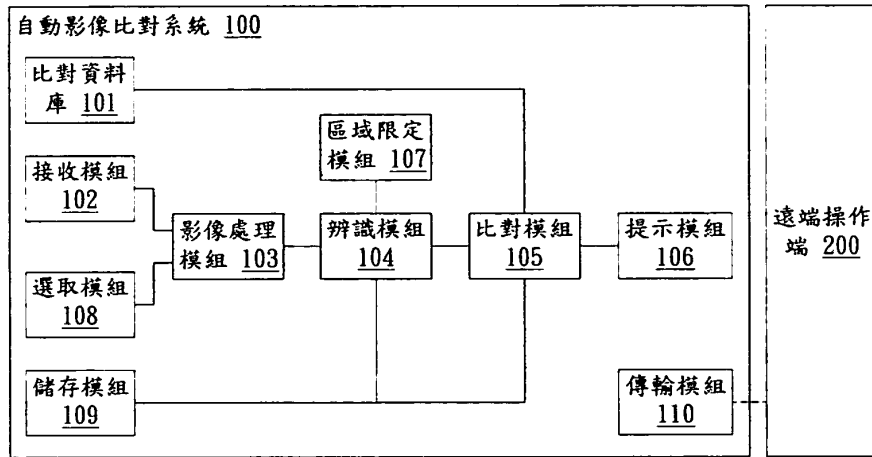 自動影像比對系統 100
比對資料
庫 101
區域限定
模組 107
接收模組
102
影像處理
模組 103
辨識模組
104
比對模組
105
提示模組
106
遠端操作
端 200
選取模組
108
儲存模組
109
傳輸模組
110